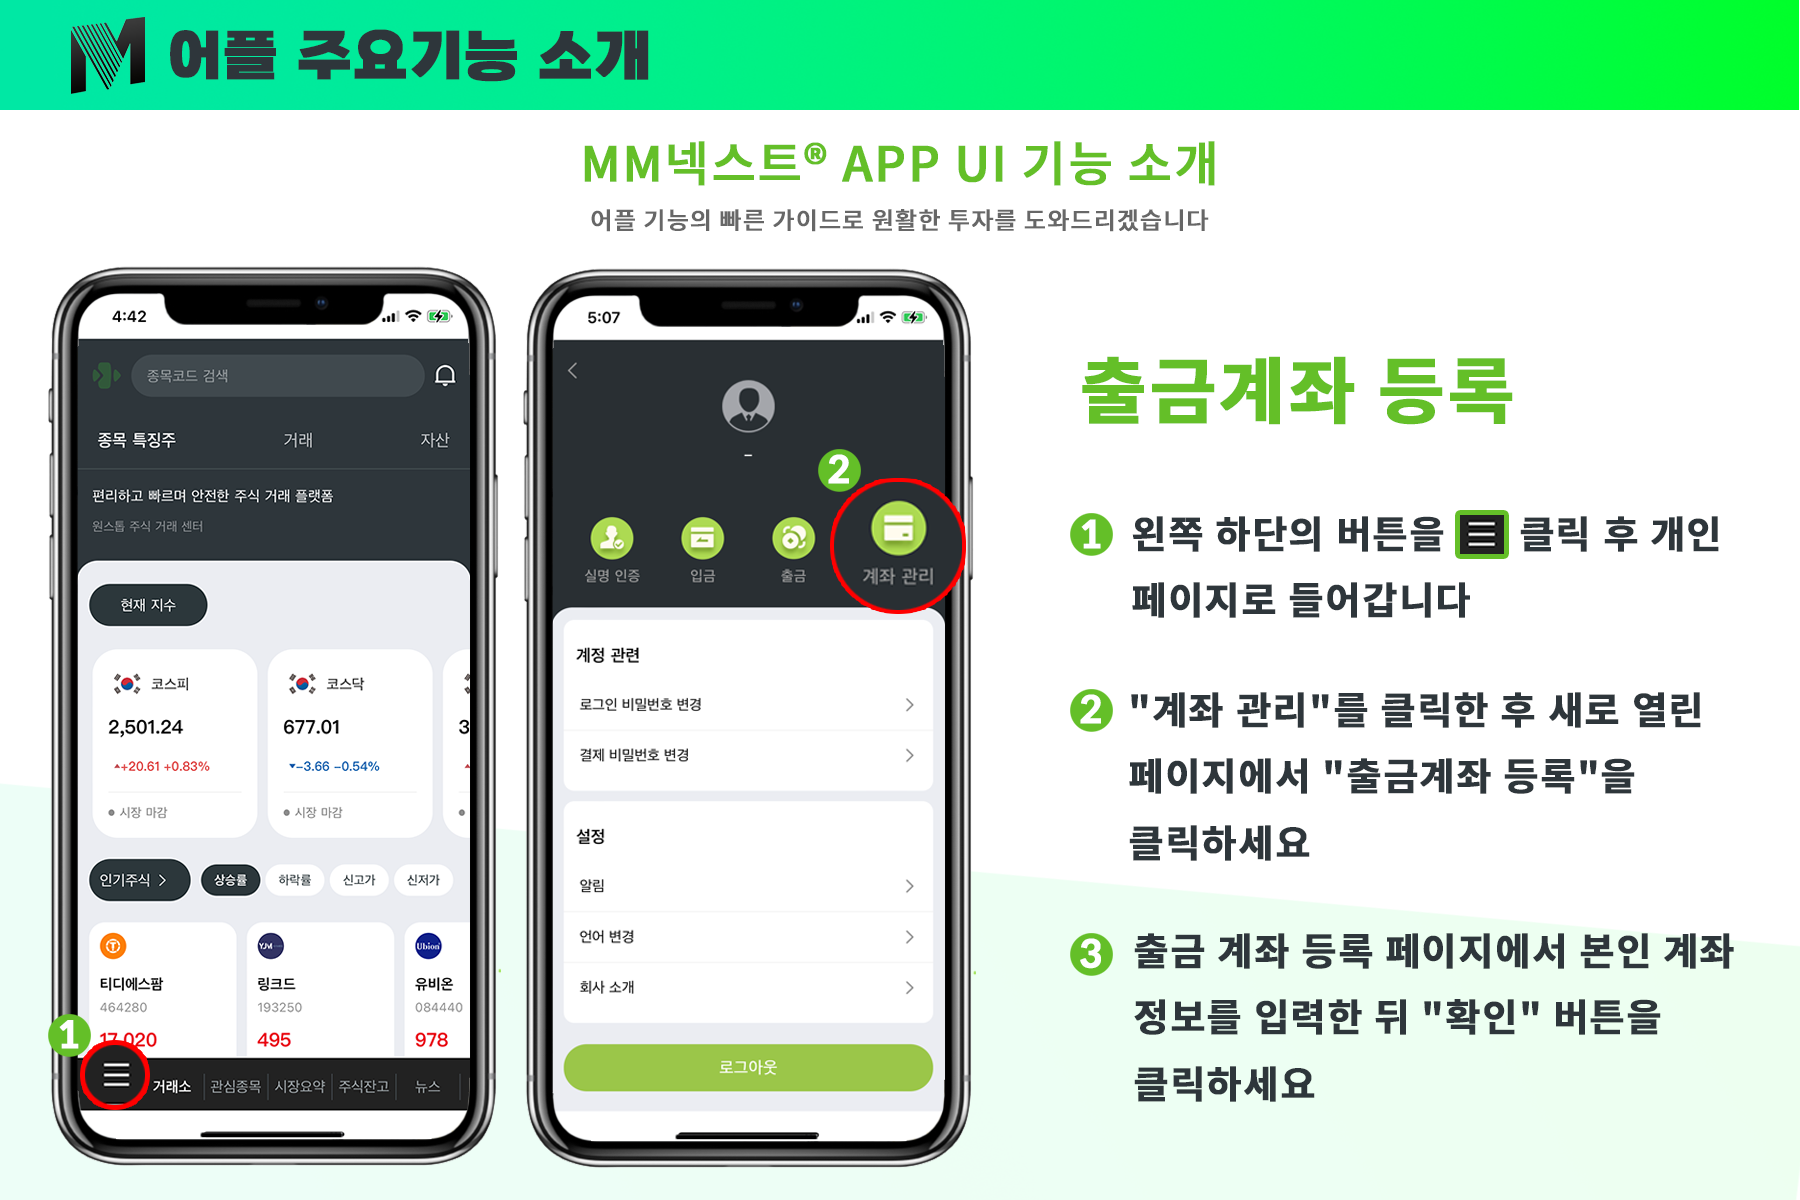 M 어플 주요기능 소개
MM넥스트® APP UI 기능 소개
어플 기능의 빠른 가이드로 원활한 투자를 도와드리겠습니다
4:42
종목코드 검색
종목 특징주 거래 자산
편리하고 빠르며 안전한 주식 거래 플랫폼
원스톱 주식 거래 센터
현재 지수
코스피 코스닥
2,501.24 677.01 3
+20.61 +0.83% -3.66 -0.54%
시장 마감 시장 마감
인기주식 상승률 하락률 신고가 신저가
YJM Ubion
티디에스팜 링크드 유비온
464280 193250 084440
17,020 495 978
1
거래소 관심종목 시장요약 주식잔고 뉴스
5:07
–
2
실명 인증 입금 출금 계좌 관리
계정 관련
로그인 비밀번호 변경
결제 비밀번호 변경
설정
알림
언어 변경
회사 소개
로그아웃
출금계좌 등록
1 왼쪽 하단의 버튼을 클릭 후 개인
페이지로 들어갑니다
2 "계좌 관리"를 클릭한 후 새로 열린
페이지에서 "출금계좌 등록"을
클릭하세요
3 출금 계좌 등록 페이지에서 본인 계좌
정보를 입력한 뒤 "확인" 버튼을
클릭하세요